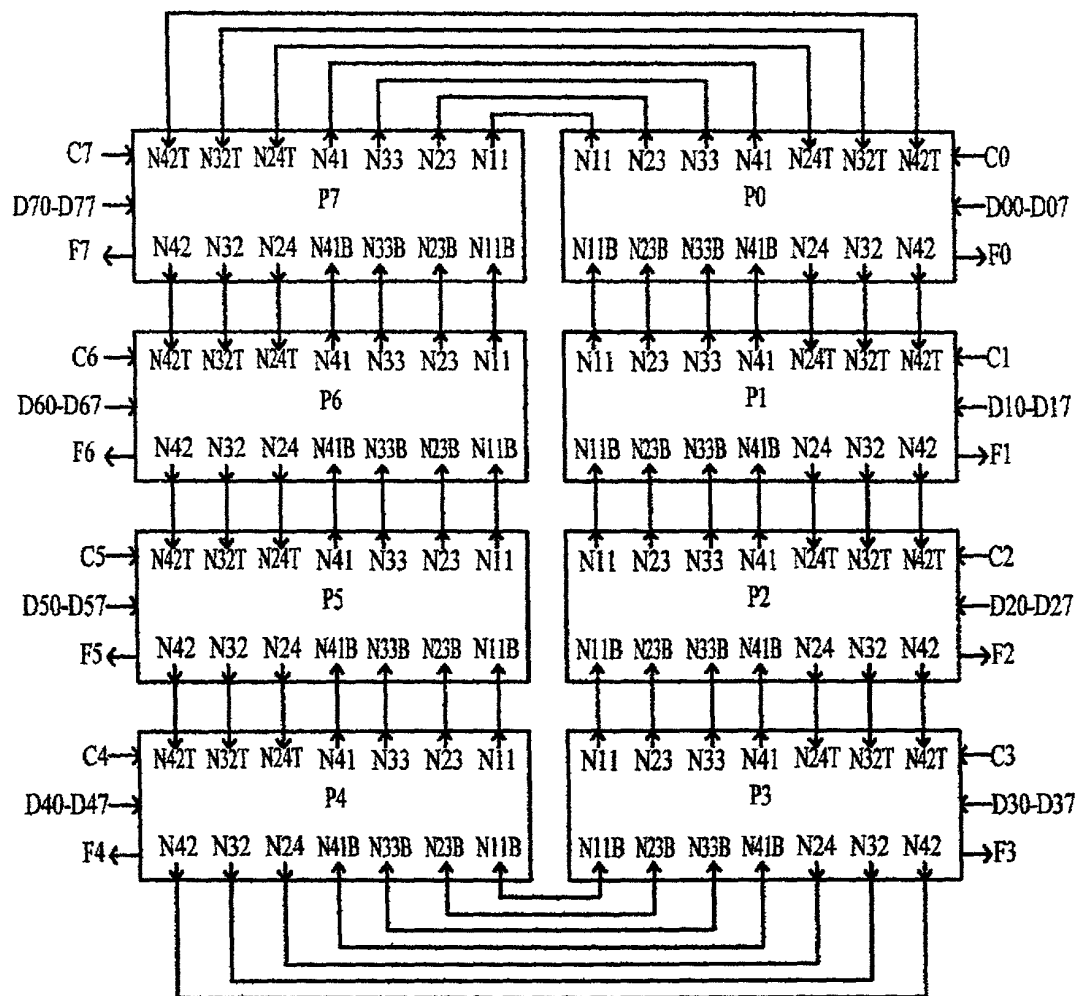 N42T N32T N24T N41 N33 N23 N11 N11 N23 N33 N41 N24T N32T N42T
C7 C0
P7 P0
D70-D77 D00-D07
F7 N42 N32 N24 N41B N33B N23B N11B N11B N23B N33B N41B N24 N32 N42 F0
C6 N42T N32T N24T N41 N33 N23 N11 N11 N23 N33 N41 N24T N32T N42T C1
P6 P1
D60-D67 D10-D17
F6 N42 N32 N24 N41B N33B N23B N11B N11B N23B N33B N41B N24 N32 N42 F1
C5 N42T N32T N24T N41 N33 N23 N11 N11 N23 N33 N41 N24T N32T N42T C2
P5 P2
D50-D57 D20-D27
F5 N42 N32 N24 N41B N33B N23B N11B N11B N23B N33B N41B N24 N32 N42 F2
C4 N42T N32T N24T N41 N33 N23 N11 N11 N23 N33 N41 N24T N32T N42T C3
P4 P3
D40-D47 D30-D37
F4 N42 N32 N24 N41B N33B N23B N11B N11B N23B N33B N41B N24 N32 N42 F3